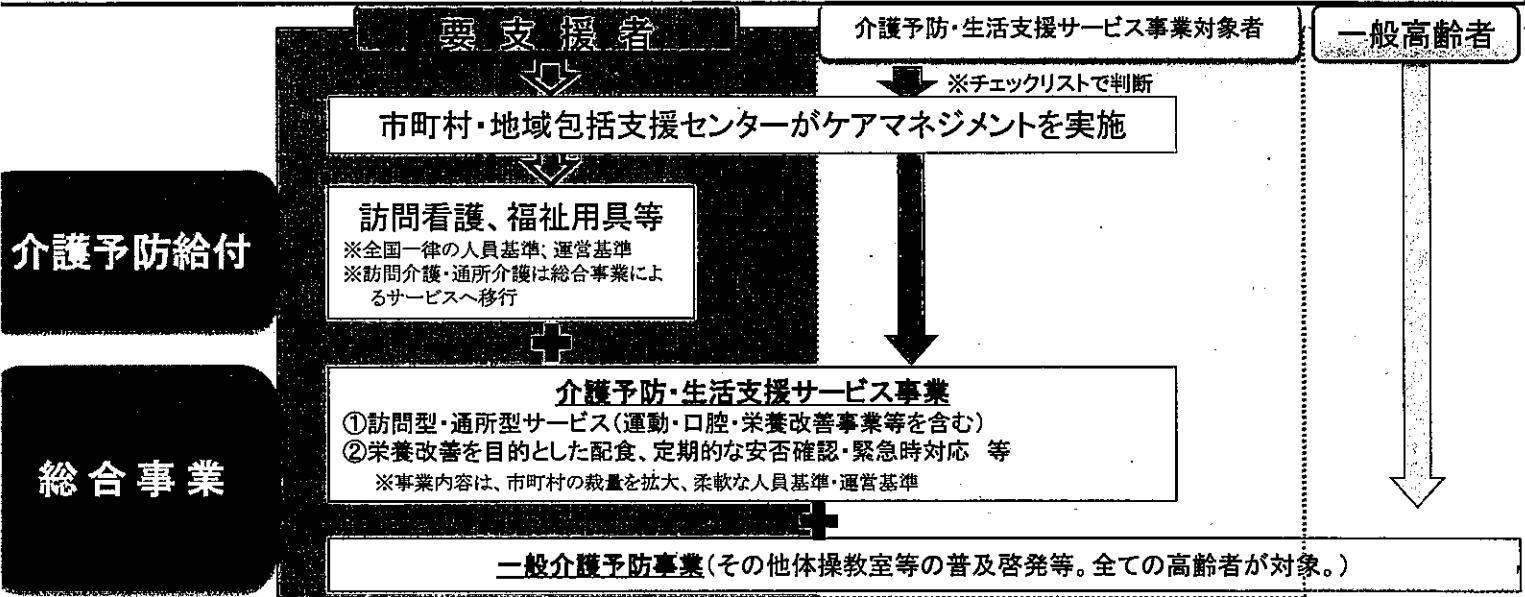 要支援者
介護予防・生活支援サービス事業対象者
一般高齢者
※チェックリストで判断
市町村・地域包括支援センターがケアマネジメントを実施
介護予防給付
訪問看護、福祉用具等
※全国一律の人員基準、運営基準
※訪問介護・通所介護は総合事業によ
るサービスへ移行
総合事業
介護予防・生活支援サービス事業
①訪問型・通所型サービス(運動・口腔・栄養改善事業等を含む)
②栄養改善を目的とした配食、定期的な安否確認・緊急時対応 等
※事業内容は、市町村の裁量を拡大、柔軟な人員基準・運営基準
一般介護予防事業(その他体操教室等の普及啓発等。全ての高齢者が対象。)